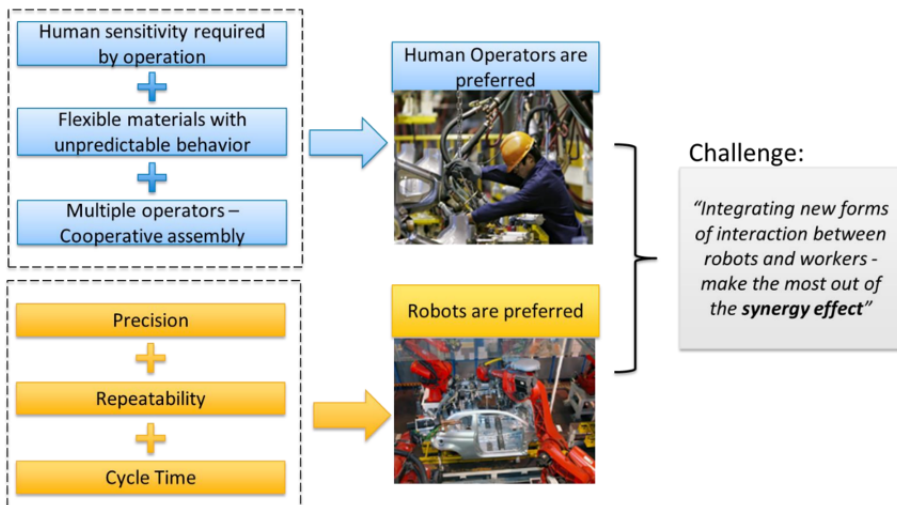 Human sensitivity required
by operation
Flexible materials with
unpredictable behavior
Multiple operators –
Cooperative assembly
Human Operators are
preferred
Precision
Repeatability
Cycle Time
Robots are preferred
Challenge:
“Integrating new forms
of interaction between
robots and workers -
make the most out of
the synergy effect”